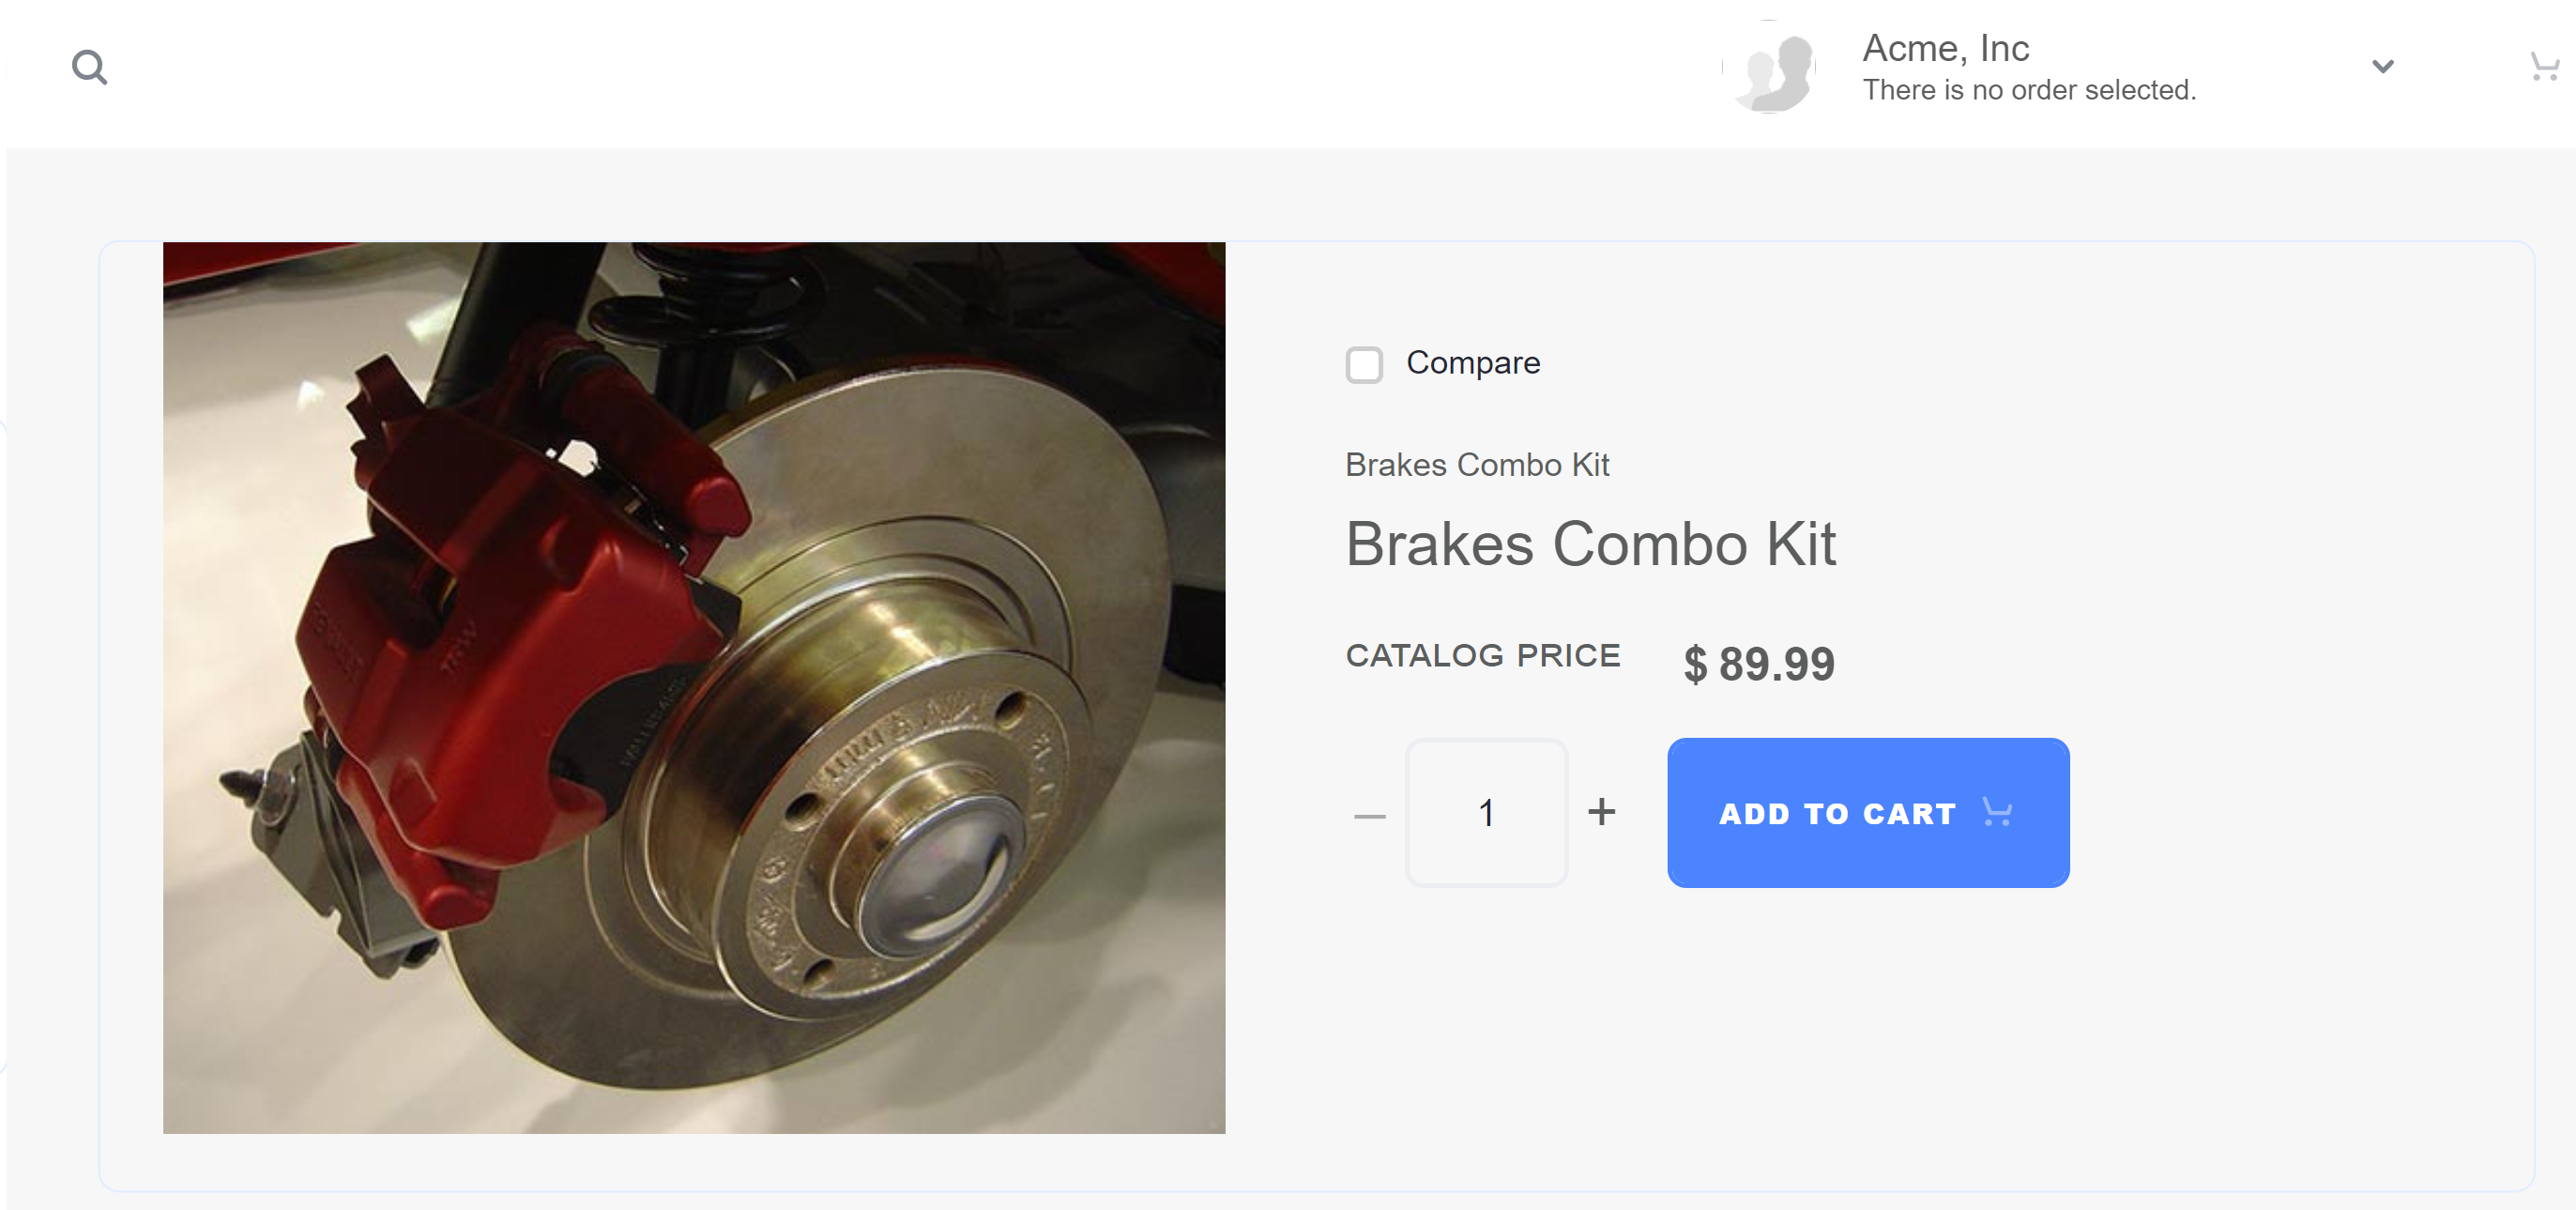 Acme, Inc
There is no order selected.
Compare
Brakes Combo Kit
Brakes Combo Kit
CATALOG PRICE $ 89.99
1
ADD TO CART